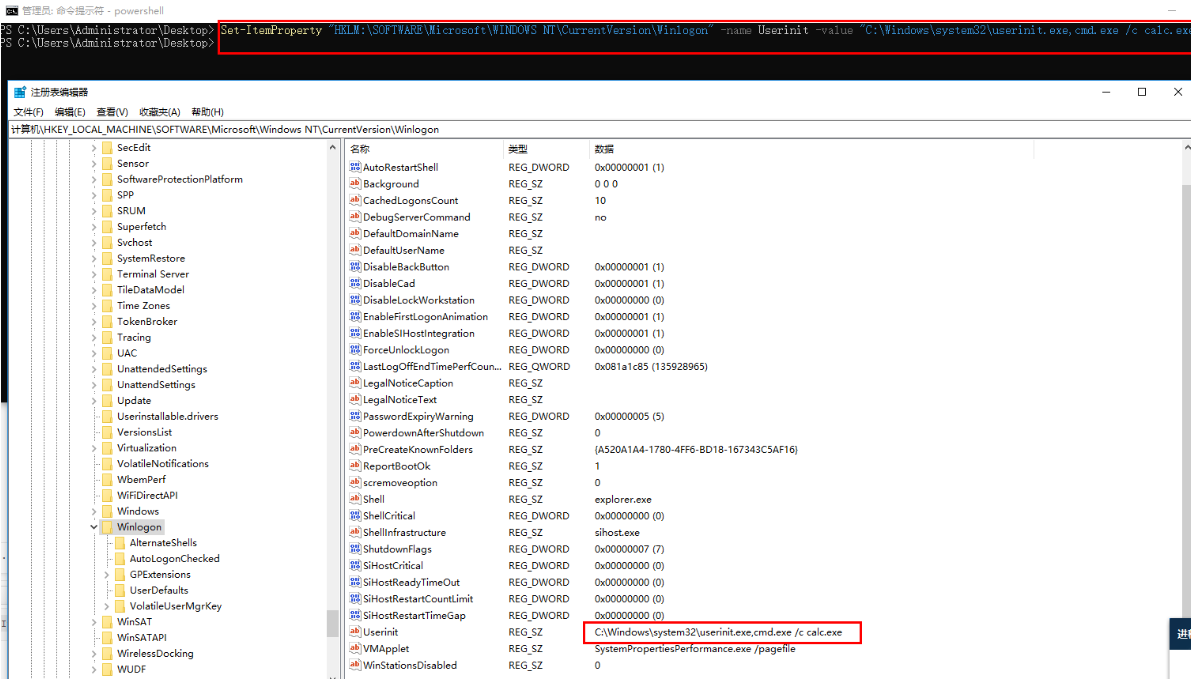 管理员: 命令提示符 - powershell
PS C:\Users\Administrator\Desktop> Set-ItemProperty "HKLM:\SOFTWARE\Microsoft\WINDOWS NT\CurrentVersion\Winlogon" -name Userinit -value "C:\Windows\system32\userinit.exe,cmd.exe /c calc.exe
PS C:\Users\Administrator\Desktop>
注册表编辑器
文件(F) 编辑(E) 查看(V) 收藏夹(A) 帮助(H)
计算机\HKEY_LOCAL_MACHINE\SOFTWARE\Microsoft\Windows NT\CurrentVersion\Winlogon
SecEdit
Sensor
SoftwareProtectionPlatform
SPP
SRUM
Superfetch
Svchost
SystemRestore
Terminal Server
TileDataModel
Time Zones
TokenBroker
Tracing
UAC
UnattendedSettings
UnattendSettings
Update
Userinstallable.drivers
VersionsList
Virtualization
VolatileNotifications
WbemPerf
WiFiDirectAPI
Windows
Winlogon
AlternateShells
AutoLogonChecked
GPExtensions
UserDefaults
VolatileUserMgrKey
WinSAT
WinSATAPI
WirelessDocking
WUDF
名称 类型 数据
AutoRestartShell REG_DWORD 0x00000001 (1)
Background REG_SZ 0 0 0
CachedLogonsCount REG_SZ 10
DebugServerCommand REG_SZ no
DefaultDomainName REG_SZ
DefaultUserName REG_SZ
DisableBackButton REG_DWORD 0x00000001 (1)
DisableCad REG_DWORD 0x00000001 (1)
DisableLockWorkstation REG_DWORD 0x00000000 (0)
EnableFirstLogonAnimation REG_DWORD 0x00000001 (1)
EnableSIHostIntegration REG_DWORD 0x00000001 (1)
ForceUnlockLogon REG_DWORD 0x00000000 (0)
LastLogOffEndTimePerfCoun... REG_QWORD 0x081a1c85 (135928965)
LegalNoticeCaption REG_SZ
LegalNoticeText REG_SZ
PasswordExpiryWarning REG_DWORD 0x00000005 (5)
PowerdownAfterShutdown REG_SZ 0
PreCreateKnownFolders REG_SZ {A520A1A4-1780-4FF6-BD18-167343C5AF16}
ReportBootOk REG_SZ 1
scremoveoption REG_SZ 0
Shell REG_SZ explorer.exe
ShellCritical REG_DWORD 0x00000000 (0)
ShellInfrastructure REG_SZ sihost.exe
ShutdownFlags REG_DWORD 0x00000007 (7)
SiHostCritical REG_DWORD 0x00000000 (0)
SiHostReadyTimeOut REG_DWORD 0x00000000 (0)
SiHostRestartCountLimit REG_DWORD 0x00000000 (0)
SiHostRestartTimeGap REG_DWORD 0x00000000 (0)
Userinit REG_SZ C:\Windows\system32\userinit.exe,cmd.exe /c calc.exe
VMApplet REG_SZ SystemPropertiesPerformance.exe /pagefile
WinStationsDisabled REG_SZ 0